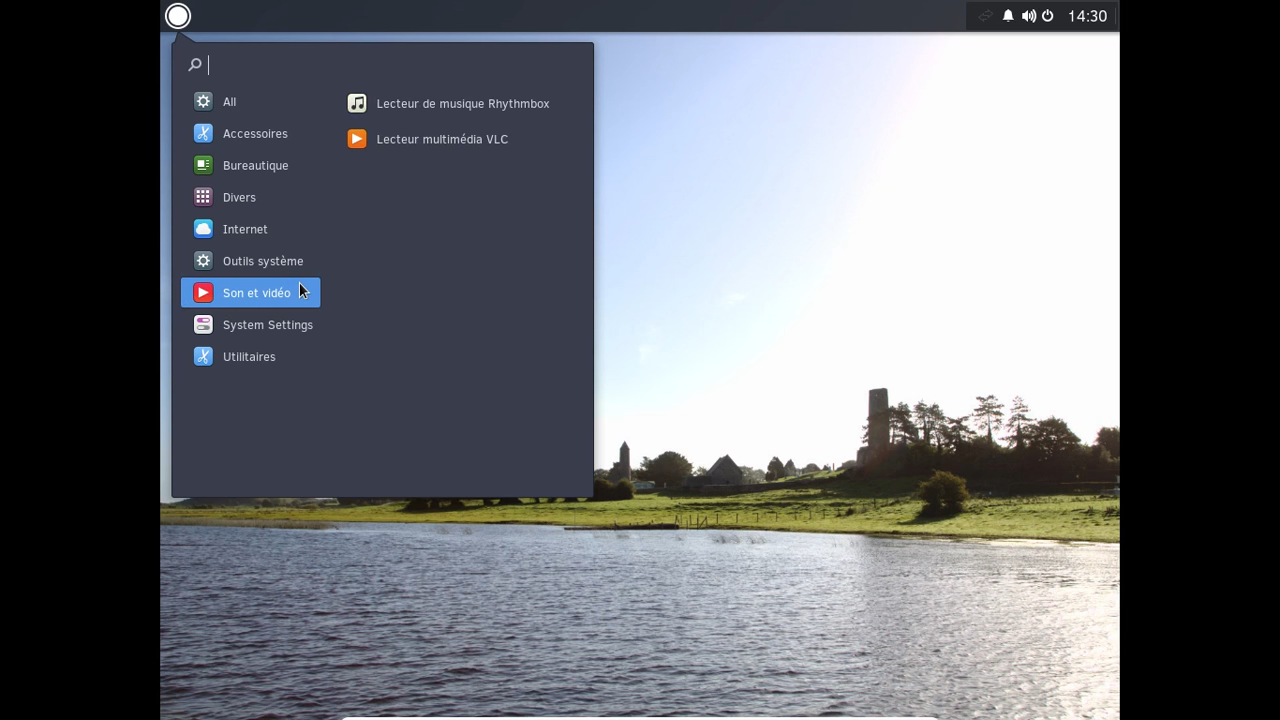 14:30
All
Accessoires
Bureautique
Divers
Internet
Outils système
Son et vidéo
System Settings
Utilitaires
Lecteur de musique Rhythmbox
Lecteur multimédia VLC